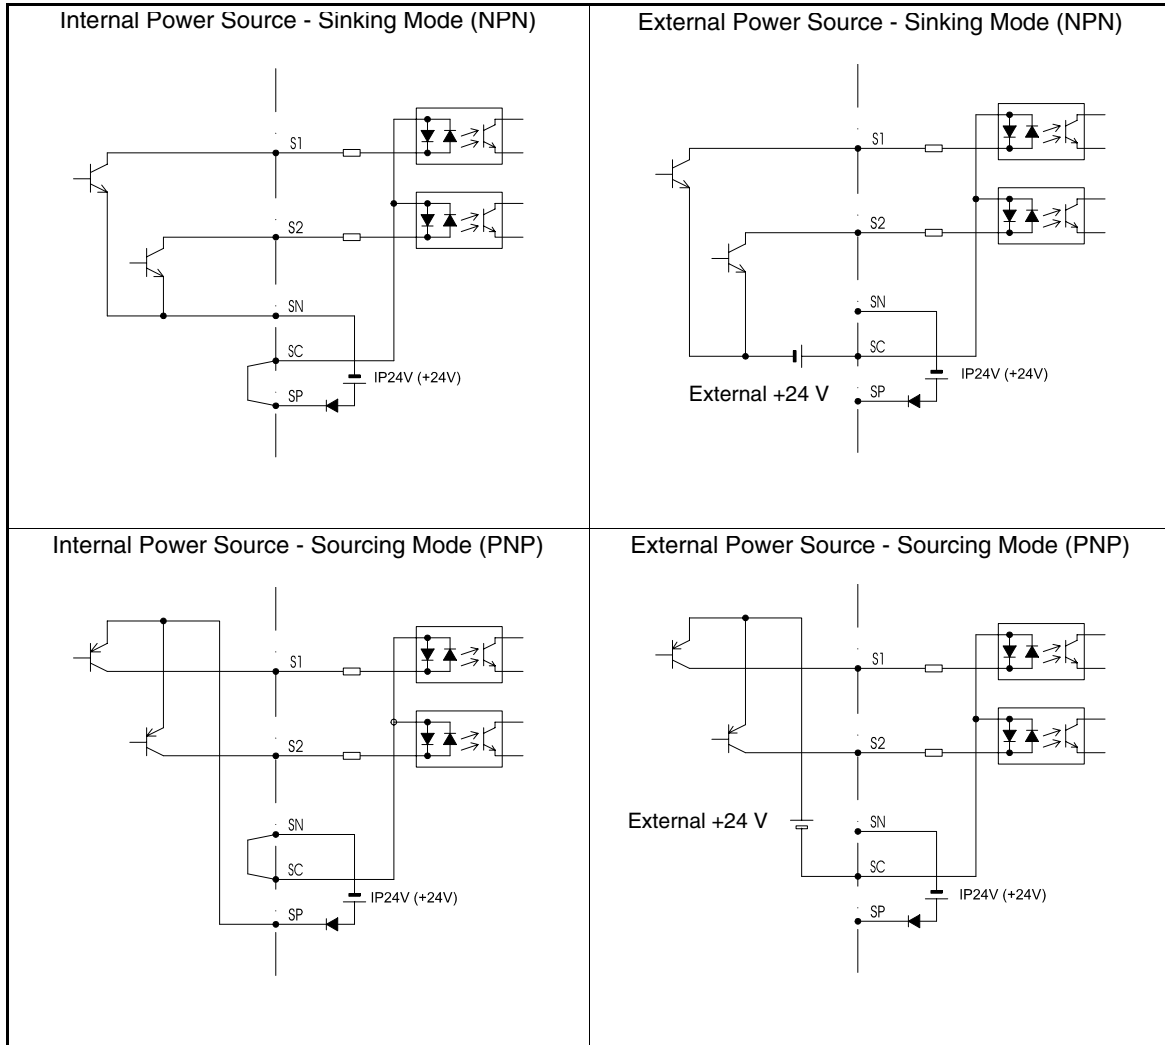 Internal Power Source - Sinking Mode (NPN)
S1
S2
SN
SC
IP24V (+24V)
SP
External Power Source - Sinking Mode (NPN)
S1
S2
SN
SC
IP24V (+24V)
External +24 V
SP
Internal Power Source - Sourcing Mode (PNP)
S1
S2
SN
SC
IP24V (+24V)
SP
External Power Source - Sourcing Mode (PNP)
S1
S2
External +24 V
SN
SC
IP24V (+24V)
SP